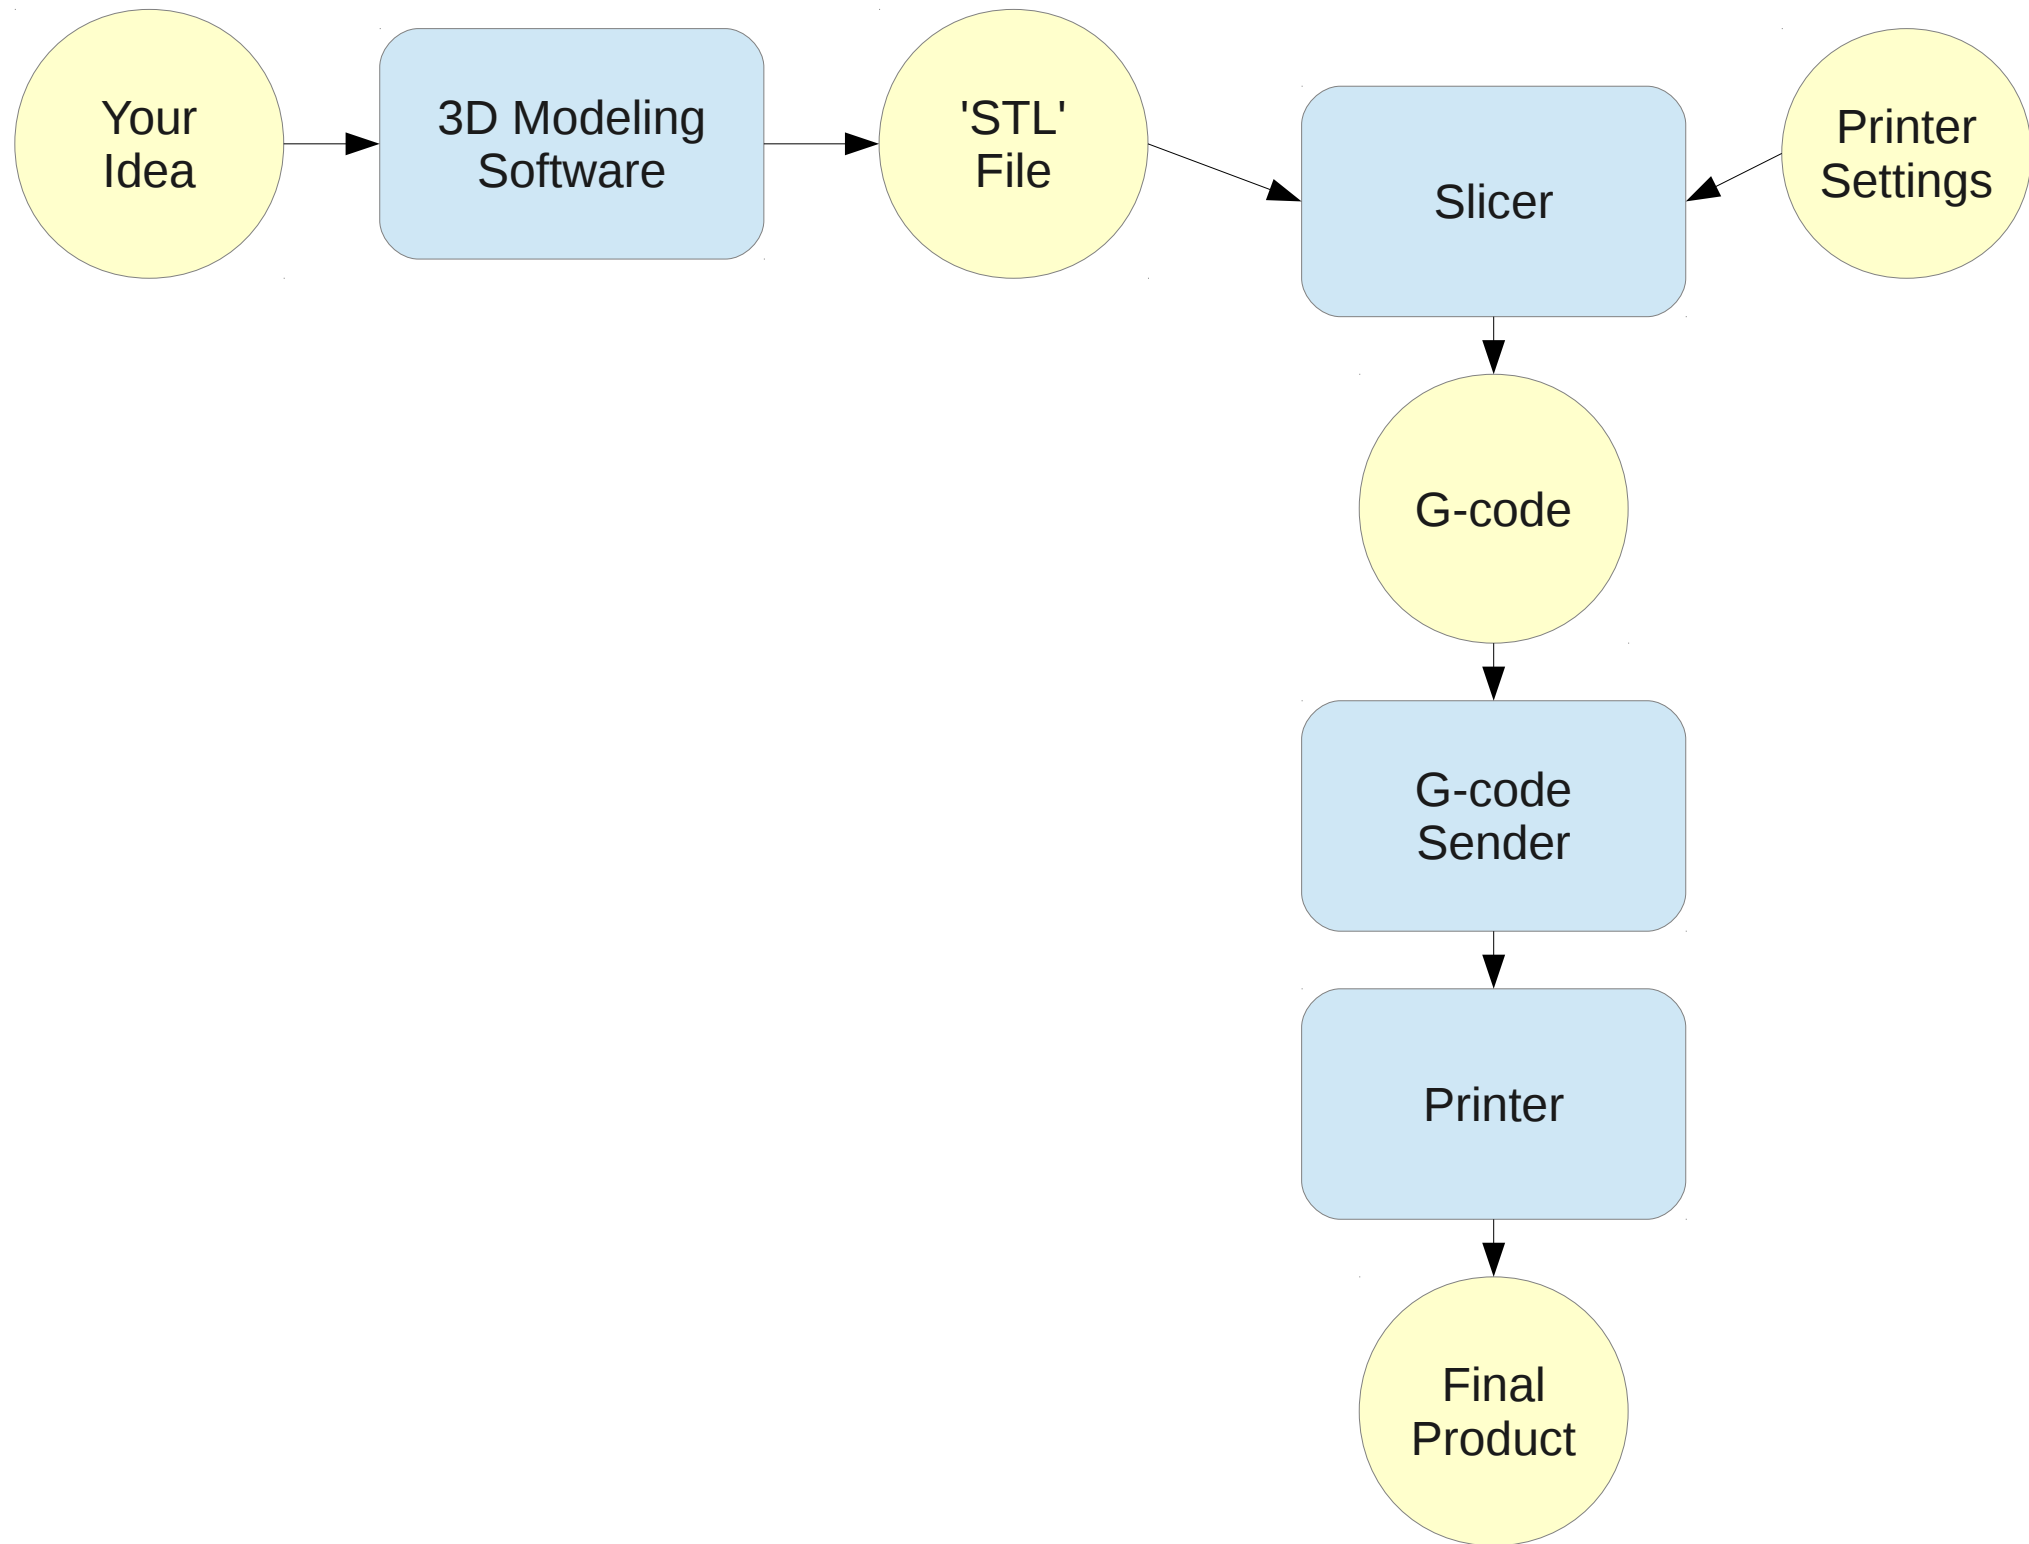 Your
Idea
3D Modeling
Software
'STL'
File
Slicer
Printer
Settings
G-code
G-code
Sender
Printer
Final
Product